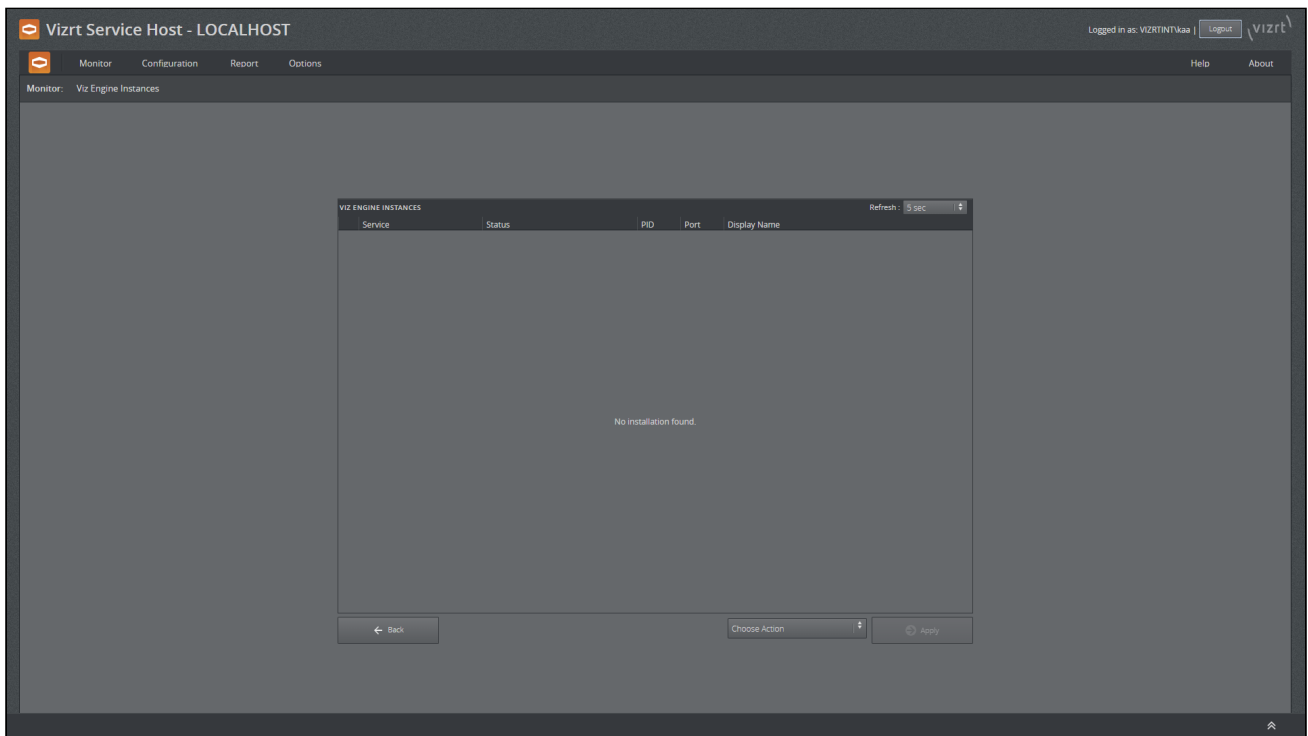 Vizrt Service Host - LOCALHOST
Logged in as: VIZRTINT\kaa | Logout
vizrt
Monitor Configuration Report Options Help About
Monitor: Viz Engine Instances
VIZ ENGINE INSTANCES Refresh : 5 sec
Service Status PID Port Display Name
No installation found.
Back Choose Action Apply